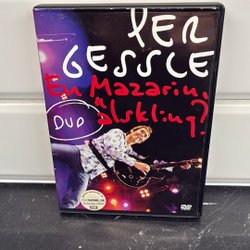 PER
GESSLE
En Mazarin,
älskling?
DVD
DVD